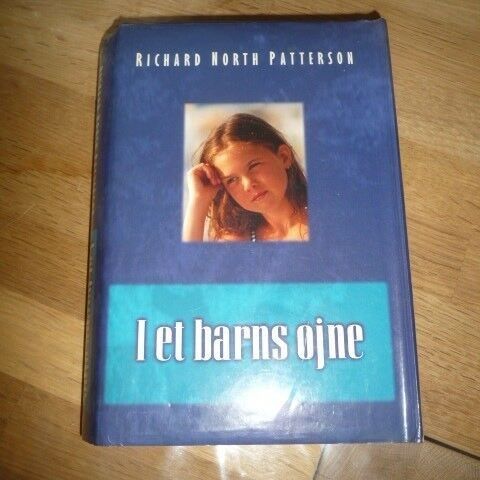 RICHARD NORTH PATTERSON
I et barns øjne